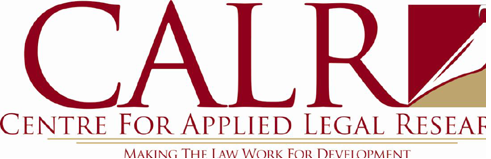 CALR
CENTRE FOR APPLIED LEGAL RESEAR
MAKING THE LAW WORK FOR DEVELOPMENT